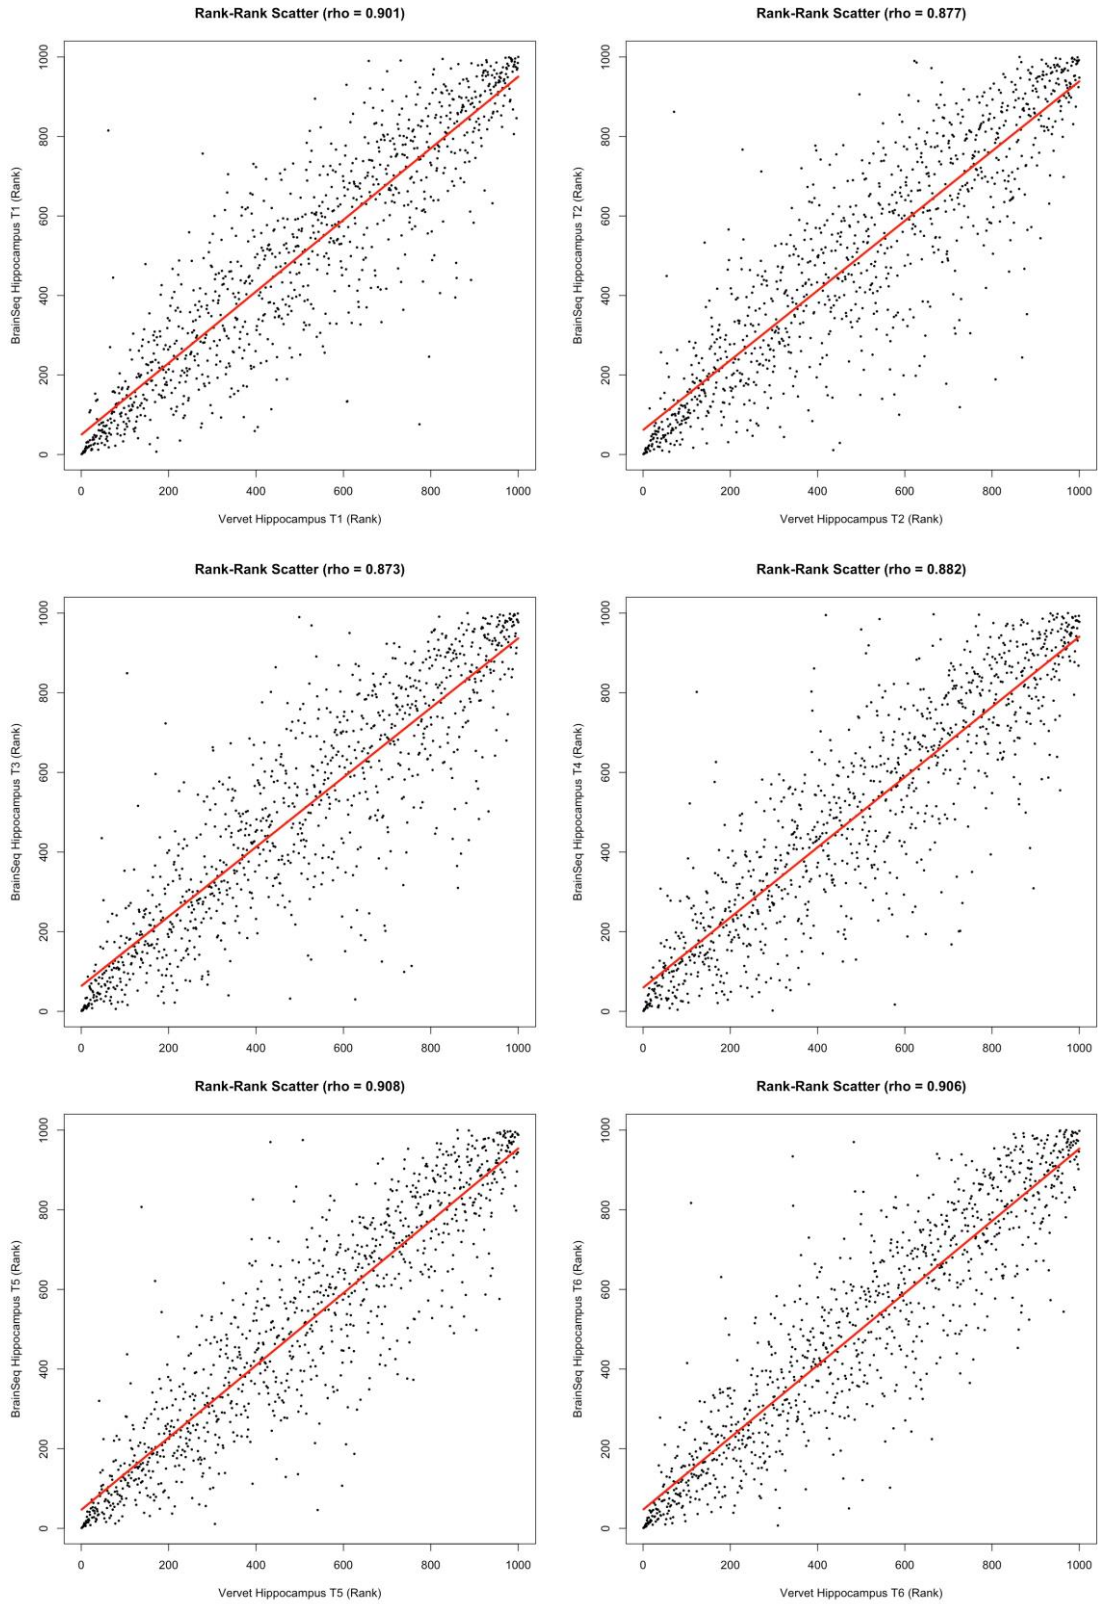 Rank-Rank Scatter (rho = 0.901)
BrainSeq Hippocampus T1 (Rank)
1000
800
600
400
200
0
0 200 400 600 800 1000
Vervet Hippocampus T1 (Rank)
Rank-Rank Scatter (rho = 0.877)
BrainSeq Hippocampus T2 (Rank)
1000
800
600
400
200
0
0 200 400 600 800 1000
Vervet Hippocampus T2 (Rank)
Rank-Rank Scatter (rho = 0.873)
BrainSeq Hippocampus T3 (Rank)
1000
800
600
400
200
0
0 200 400 600 800 1000
Rank-Rank Scatter (rho = 0.882)
BrainSeq Hippocampus T4 (Rank)
1000
800
600
400
200
0
0 200 400 600 800 1000
Rank-Rank Scatter (rho = 0.908)
BrainSeq Hippocampus T5 (Rank)
1000
800
600
400
200
0
0 200 400 600 800 1000
Vervet Hippocampus T5 (Rank)
Rank-Rank Scatter (rho = 0.906)
BrainSeq Hippocampus T6 (Rank)
1000
800
600
400
200
0
0 200 400 600 800 1000
Vervet Hippocampus T6 (Rank)